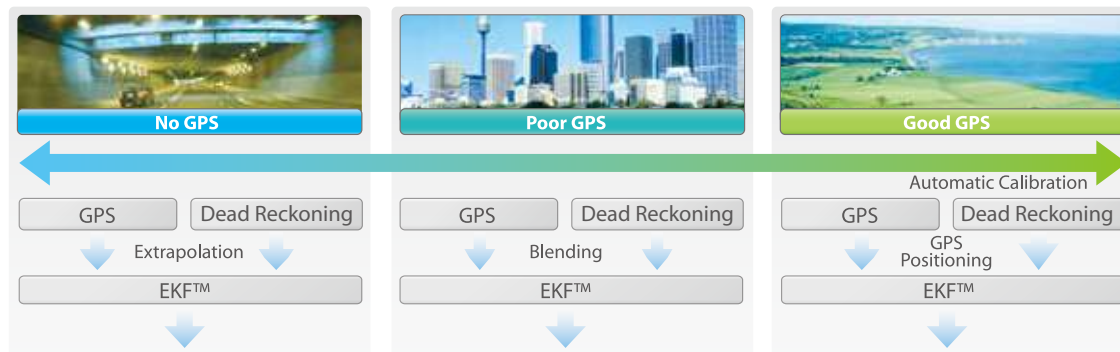 No GPS
Poor GPS
Good GPS
Automatic Calibration
GPS
Dead Reckoning
GPS
Dead Reckoning
GPS
Dead Reckoning
Extrapolation
Blending
GPS
Positioning
EKF™
EKF™
EKF™